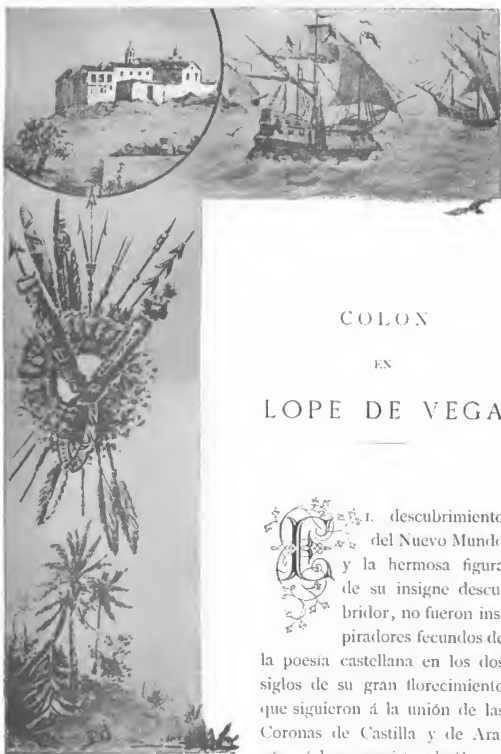 COLON
EN
LOPE DE VEGA
EL descubrimiento
del Nuevo Mundo
y la hermosa figura
de su insigne descu
bridor, no fueron ins
piradores fecundos de
la poesía castellana en los dos
siglos de su gran florecimiento
que siguieron á la unión de las
Coronas de Castilla y de Ara